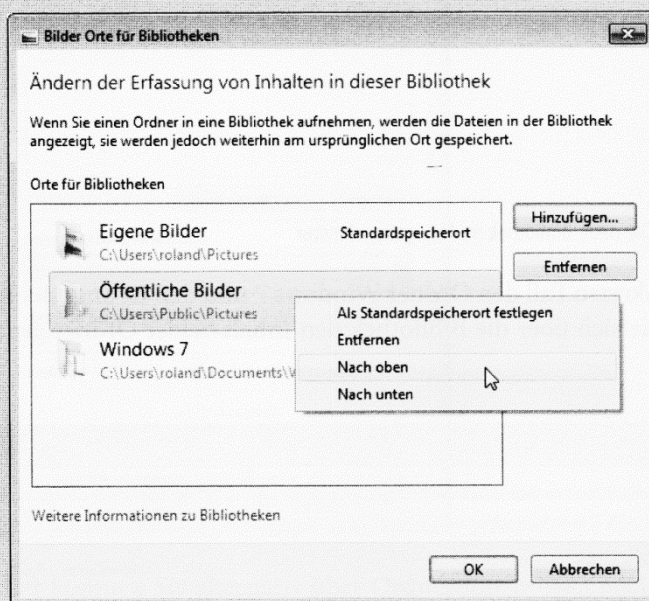 Bilder Orte für Bibliotheken
Ändern der Erfassung von Inhalten in dieser Bibliothek
Wenn Sie einen Ordner in eine Bibliothek aufnehmen, werden die Dateien in der Bibliothek
angezeigt, sie werden jedoch weiterhin am ursprünglichen Ort gespeichert.
Orte für Bibliotheken
Eigene Bilder Standardspeicherort
C:\Users\roland\Pictures
Hinzufügen...
Entfernen
Öffentliche Bilder
C:\Users\Public\Pictures
Als Standardspeicherort festlegen
Entfernen
Nach oben
Nach unten
Windows 7
C:\Users\roland\Documents\
Weitere Informationen zu Bibliotheken
OK Abbrechen